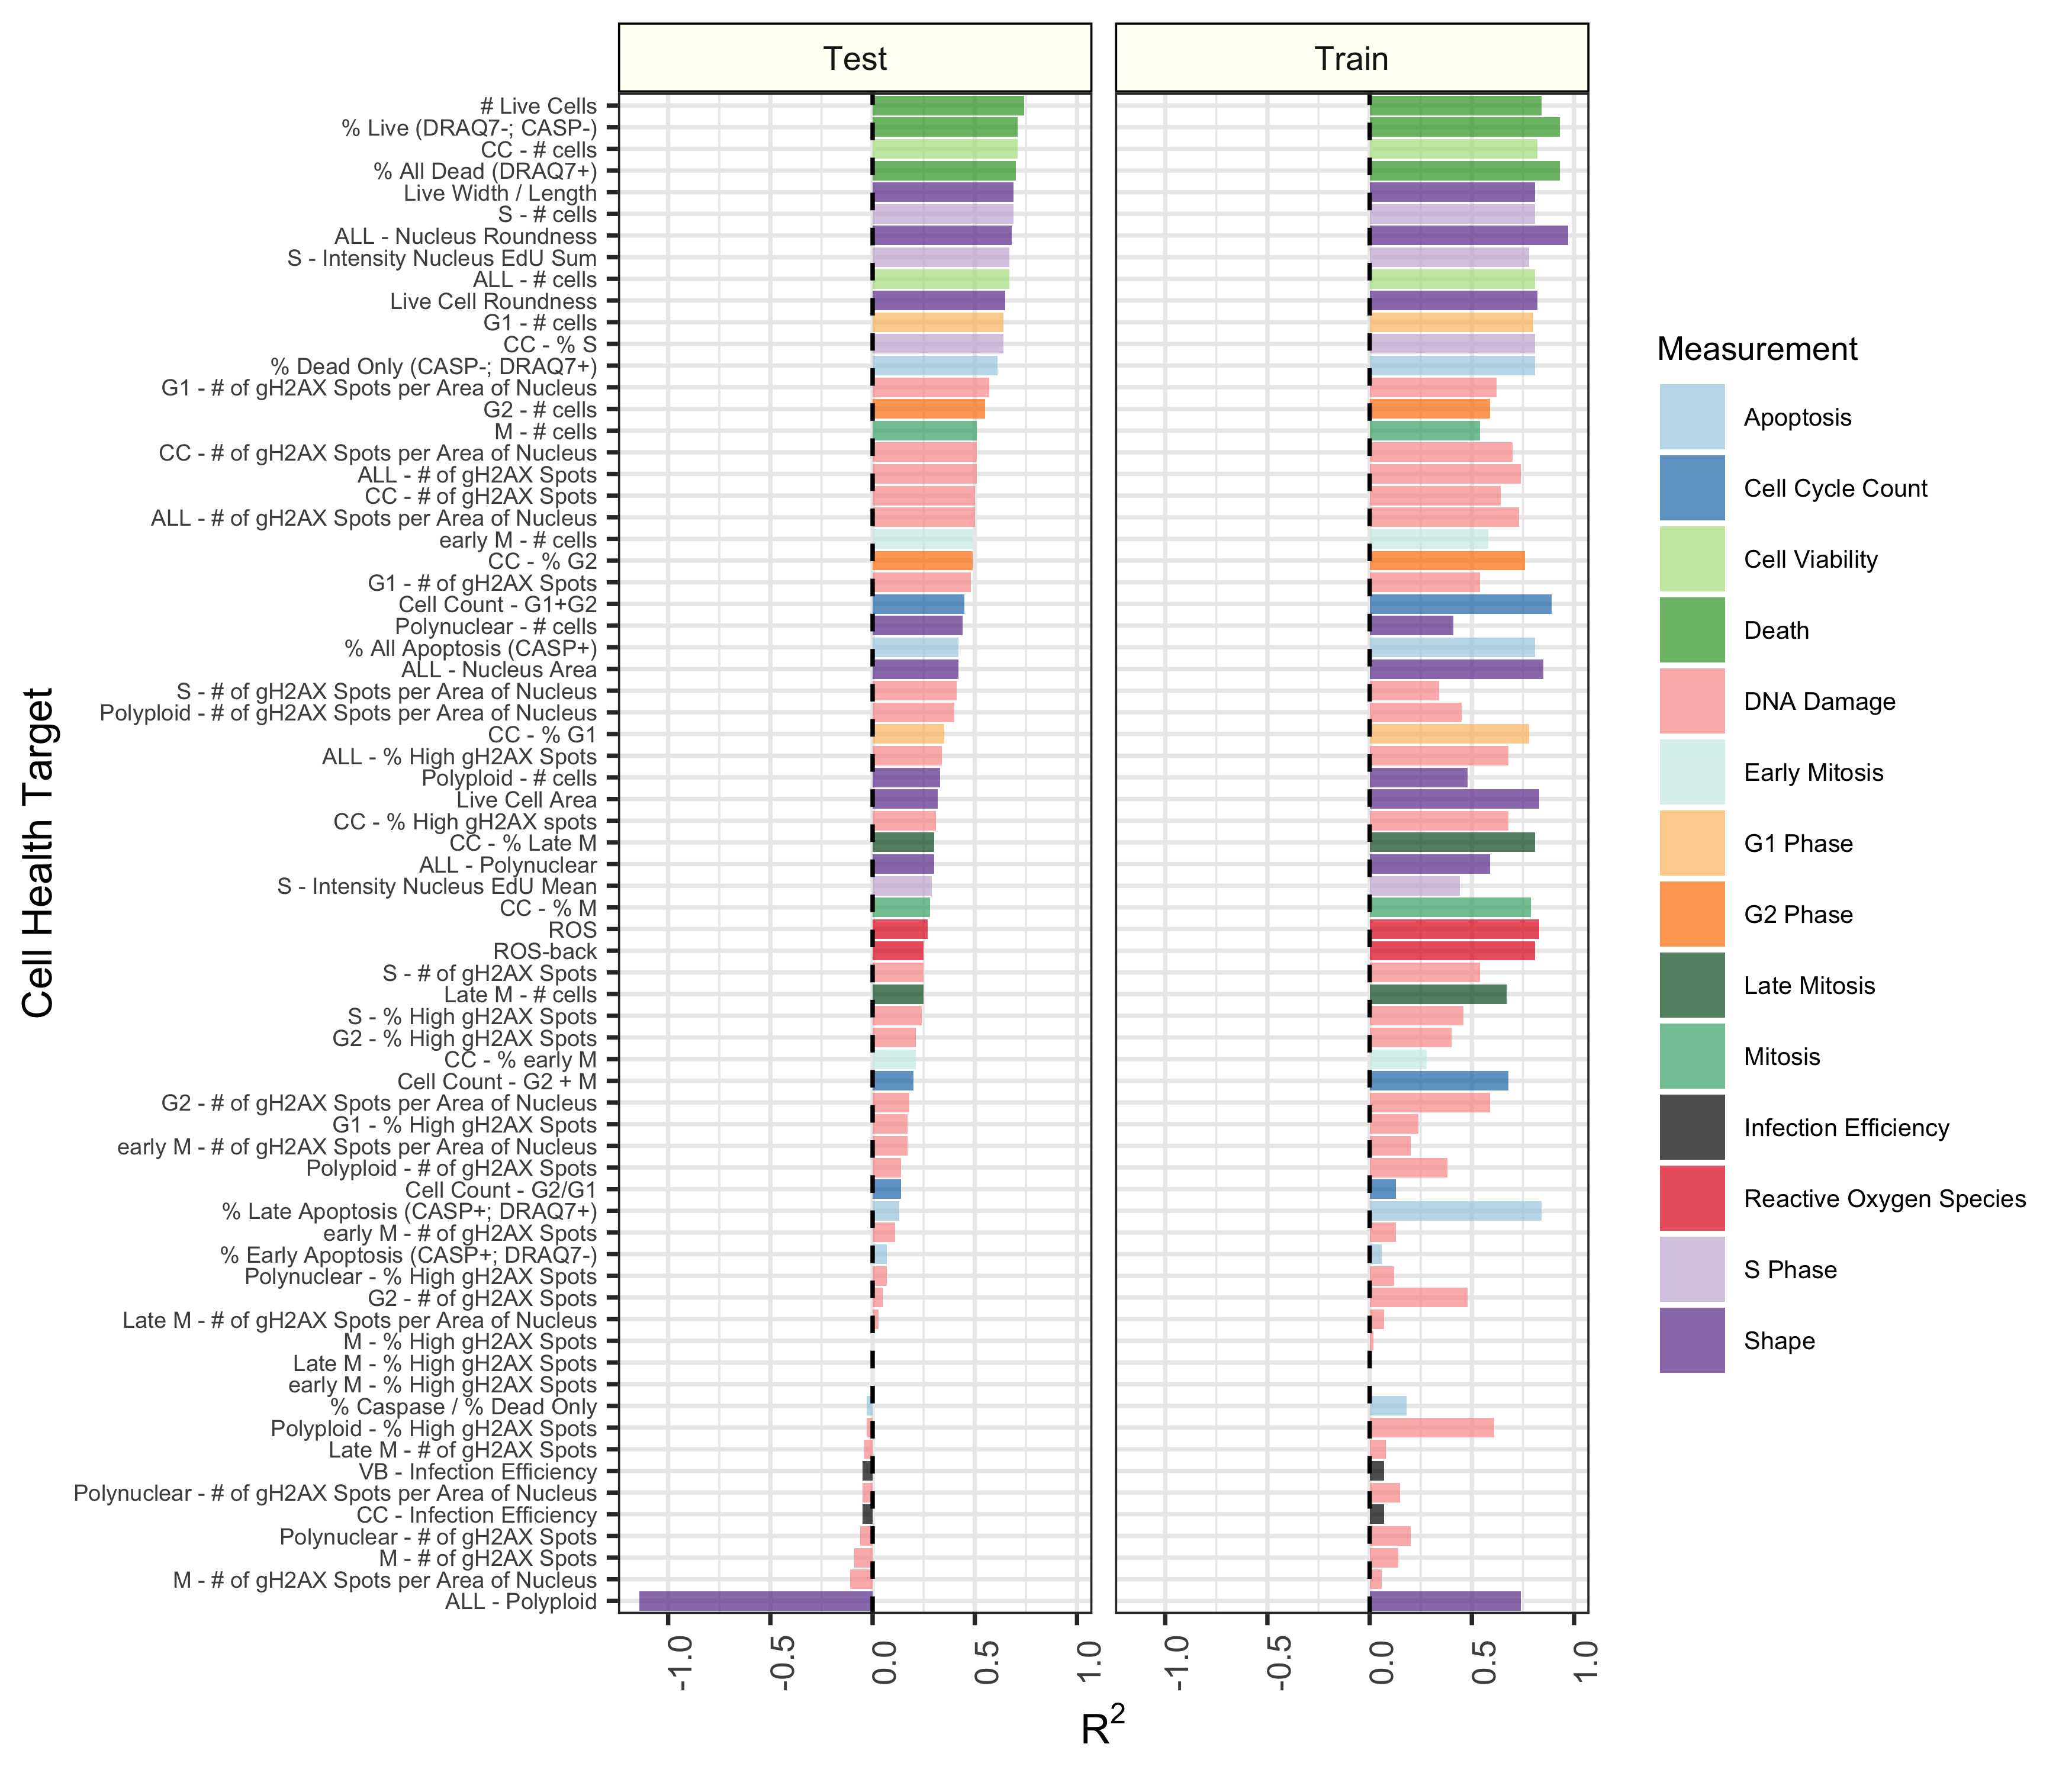 Test
Train
# Live Cells
% Live (DRAQ7-; CASP-)
CC - # cells
% All Dead (DRAQ7+)
Live Width / Length
S - # cells
ALL - Nucleus Roundness
S - Intensity Nucleus EdU Sum
ALL - # cells
Live Cell Roundness
G1 - # cells
CC - % S
% Dead Only (CASP-; DRAQ7+)
G1 - # of gH2AX Spots per Area of Nucleus
G2 - # cells
M - # cells
CC - # of gH2AX Spots per Area of Nucleus
ALL - # of gH2AX Spots
CC - # of gH2AX Spots
ALL - # of gH2AX Spots per Area of Nucleus
early M - # cells
CC - % G2
G1 - # of gH2AX Spots
Cell Count - G1+G2
Polynuclear - # cells
% All Apoptosis (CASP+)
ALL - Nucleus Area
S - # of gH2AX Spots per Area of Nucleus
Polyploid - # of gH2AX Spots per Area of Nucleus
CC - % G1
ALL - % High gH2AX Spots
Polyploid - # cells
Live Cell Area
CC - % High gH2AX spots
CC - % Late M
ALL - Polynuclear
S - Intensity Nucleus EdU Mean
CC - % M
ROS
ROS-back
S - # of gH2AX Spots
Late M - # cells
S - % High gH2AX Spots
G2 - % High gH2AX Spots
CC - % early M
Cell Count - G2 + M
G2 - # of gH2AX Spots per Area of Nucleus
G1 - % High gH2AX Spots
early M - # of gH2AX Spots per Area of Nucleus
Polyploid - # of gH2AX Spots
Cell Count - G2/G1
% Late Apoptosis (CASP+; DRAQ7+)
early M - # of gH2AX Spots
% Early Apoptosis (CASP+; DRAQ7-)
Polynuclear - % High gH2AX Spots
G2 - # of gH2AX Spots
Late M - # of gH2AX Spots per Area of Nucleus
M - % High gH2AX Spots
Late M - % High gH2AX Spots
early M - % High gH2AX Spots
% Caspase / % Dead Only
Polyploid - % High gH2AX Spots
Late M - # of gH2AX Spots
VB - Infection Efficiency
Polynuclear - # of gH2AX Spots per Area of Nucleus
CC - Infection Efficiency
Polynuclear - # of gH2AX Spots
M - # of gH2AX Spots
M - # of gH2AX Spots per Area of Nucleus
ALL - Polyploid
Cell Health Target
-1.0 -0.5 0.0 0.5 1.0
-1.0 -0.5 0.0 0.5 1.0
R²
Measurement
Apoptosis
Cell Cycle Count
Cell Viability
Death
DNA Damage
Early Mitosis
G1 Phase
G2 Phase
Late Mitosis
Mitosis
Infection Efficiency
Reactive Oxygen Species
S Phase
Shape